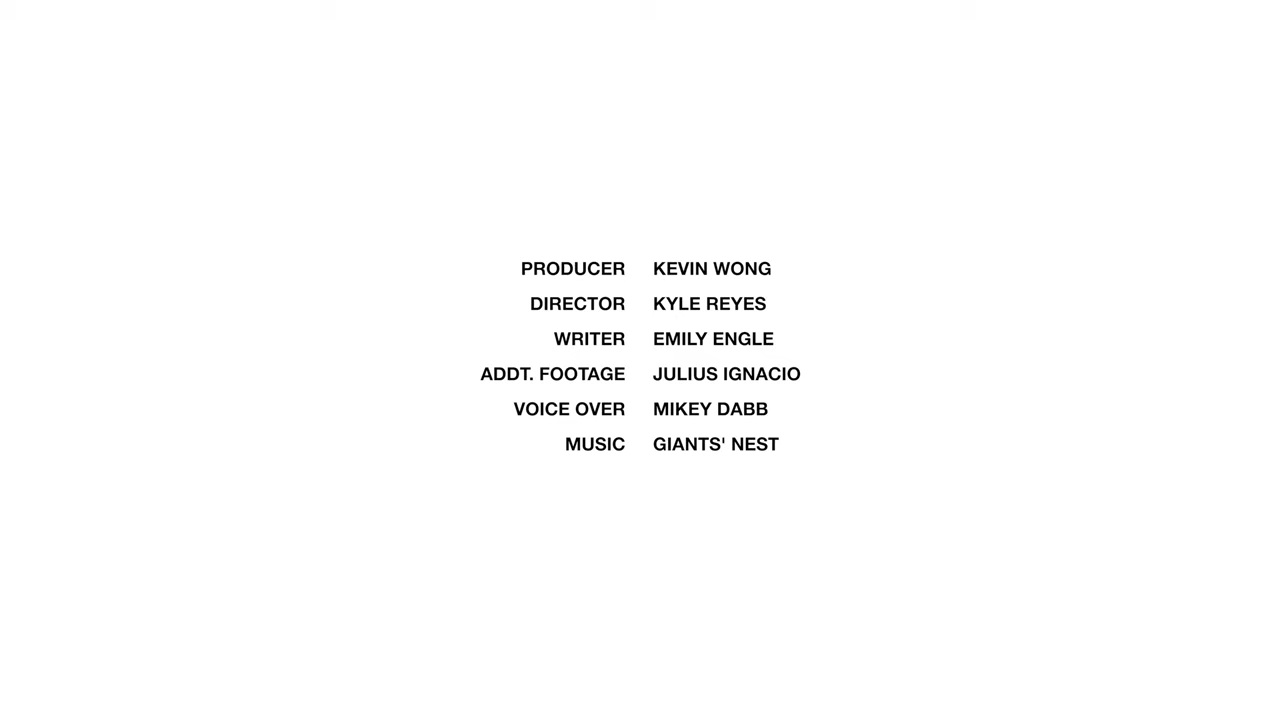 PRODUCER KEVIN WONG
DIRECTOR KYLE REYES
WRITER EMILY ENGLE
ADDT. FOOTAGE JULIUS IGNACIO
VOICE OVER MIKEY DABB
MUSIC GIANTS' NEST